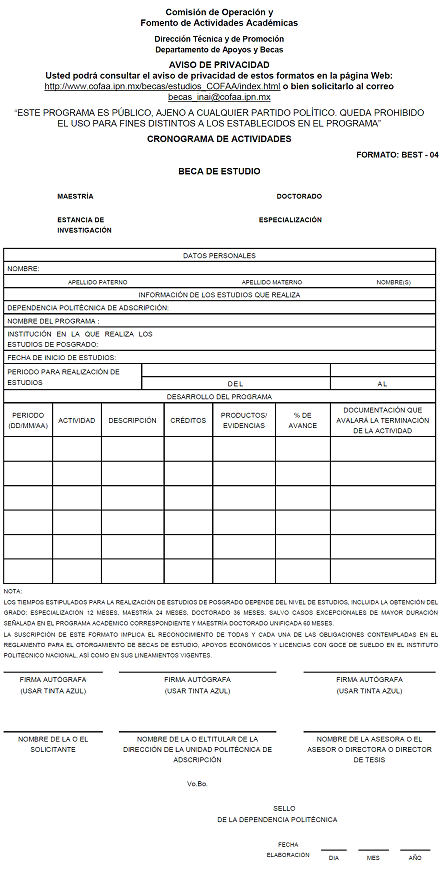 Comisión de Operación y
Fomento de Actividades Académicas
Dirección Técnica y de Promoción
Departamento de Apoyos y Becas
AVISO DE PRIVACIDAD
Usted podrá consultar el aviso de privacidad de estos formatos en la página Web:
http://www.cofaa.ipn.mx/becas/estudios_COFAA/index.html o bien solicitarlo al correo
becas_inai@cofaa.ipn.mx
“ESTE PROGRAMA ES PÚBLICO, AJENO A CUALQUIER PARTIDO POLÍTICO. QUEDA PROHIBIDO
EL USO PARA FINES DISTINTOS A LOS ESTABLECIDOS EN EL PROGRAMA”
CRONOGRAMA DE ACTIVIDADES
FORMATO: BEST - 04
BECA DE ESTUDIO
MAESTRÍA DOCTORADO
ESTANCIA DE INVESTIGACIÓN ESPECIALIZACIÓN
DATOS PERSONALES
NOMBRE:
APELLIDO PATERNO APELLIDO MATERNO NOMBRE(S)
INFORMACIÓN DE LOS ESTUDIOS QUE REALIZA
DEPENDENCIA POLITÉCNICA DE ADSCRIPCIÓN:
NOMBRE DEL PROGRAMA :
INSTITUCIÓN EN LA QUE REALIZA LOS
ESTUDIOS DE POSGRADO:
FECHA DE INICIO DE ESTUDIOS:
PERIODO PARA REALIZACIÓN DE
ESTUDIOS
DEL AL
DESARROLLO DEL PROGRAMA
PERIODO (DD/MM/AA) ACTIVIDAD DESCRIPCIÓN CRÉDITOS PRODUCTOS/ EVIDENCIAS % DE AVANCE DOCUMENTACIÓN QUE AVALARÁ LA TERMINACIÓN DE LA ACTIVIDAD
NOTA:
LOS TIEMPOS ESTIPULADOS PARA LA REALIZACIÓN DE ESTUDIOS DE POSGRADO DEPENDE DEL NIVEL DE ESTUDIOS, INCLUIDA LA OBTENCIÓN DEL
GRADO: ESPECIALIZACIÓN 12 MESES, MAESTRÍA 24 MESES, DOCTORADO 36 MESES, SALVO CASOS EXCEPCIONALES DE MAYOR DURACIÓN
SEÑALADA EN EL PROGRAMA ACADEMICO CORRESPONDIENTE Y MAESTRÍA DOCTORADO UNIFICADA 60 MESES.
LA SUSCRIPCIÓN DE ESTE FORMATO IMPLICA EL RECONOCIMIENTO DE TODAS Y CADA UNA DE LAS OBLIGACIONES CONTEMPLADAS EN EL
REGLAMENTO PARA EL OTORGAMIENTO DE BECAS DE ESTUDIO, APOYOS ECONÓMICOS Y LICENCIAS CON GOCE DE SUELDO EN EL INSTITUTO
POLITÉCNICO NACIONAL, ASÍ COMO EN SUS LINEAMIENTOS VIGENTES.
FIRMA AUTÓGRAFA FIRMA AUTÓGRAFA FIRMA AUTÓGRAFA
(USAR TINTA AZUL) (USAR TINTA AZUL) (USAR TINTA AZUL)
NOMBRE DE LA O EL SOLICITANTE
NOMBRE DE LA O ELTITULAR DE LA DIRECCIÓN DE LA UNIDAD POLITÉCNICA DE ADSCRIPCIÓN
NOMBRE DE LA ASESORA O EL ASESOR O DIRECTORA O DIRECTOR DE TESIS
Vo.Bo.
SELLO
DE LA DEPENDENCIA POLITÉCNICA
FECHA
ELABORACIÓN
DIA MES AÑO